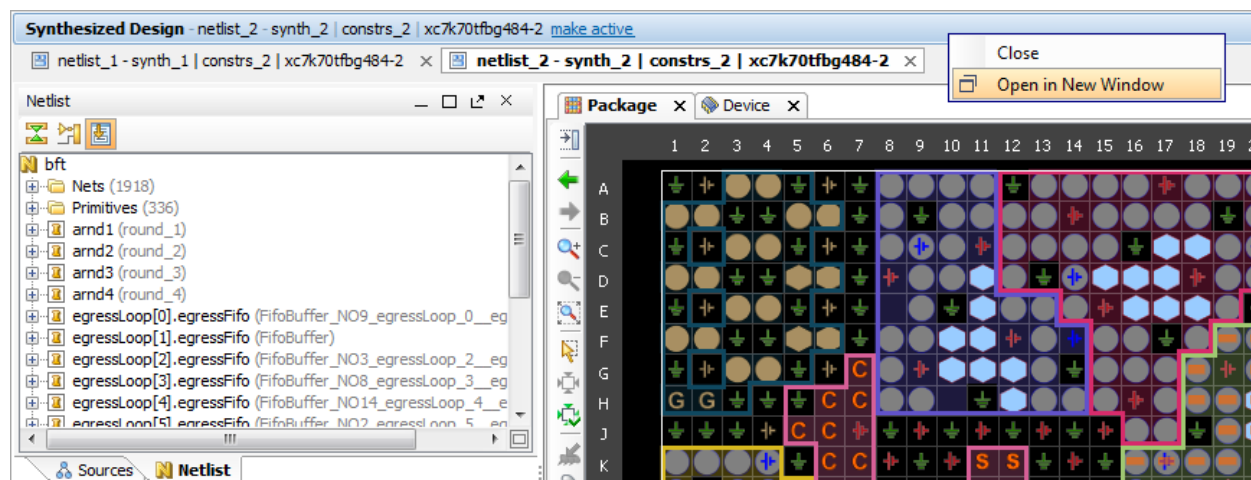 Synthesized Design - netlist_2 - synth_2 | constrs_2 | xc7k70tfbg484-2 make active
netlist_1 - synth_1 | constrs_2 | xc7k70tfbg484-2
netlist_2 - synth_2 | constrs_2 | xc7k70tfbg484-2
Close
Open in New Window
Netlist
bft
Nets (1918)
Primitives (336)
arnd1 (round_1)
arnd2 (round_2)
arnd3 (round_3)
arnd4 (round_4)
egressLoop[0].egressFifo (FifoBuffer_NO9_egressLoop_0__eg
egressLoop[1].egressFifo (FifoBuffer)
egressLoop[2].egressFifo (FifoBuffer_NO3_egressLoop_2__eg
egressLoop[3].egressFifo (FifoBuffer_NO8_egressLoop_3__eg
egressLoop[4].egressFifo (FifoBuffer_NO14_egressLoop_4__e
egressLoop[5].egressFifo (FifoBuffer_NO2_egressLoop_5__eg
Sources
Netlist
Package
Device
1 2 3 4 5 6 7 8 9 10 11 12 13 14 15 16 17 18 19
A
B
C
D
E
F
G C
H G G C C
J C C
K C C S S